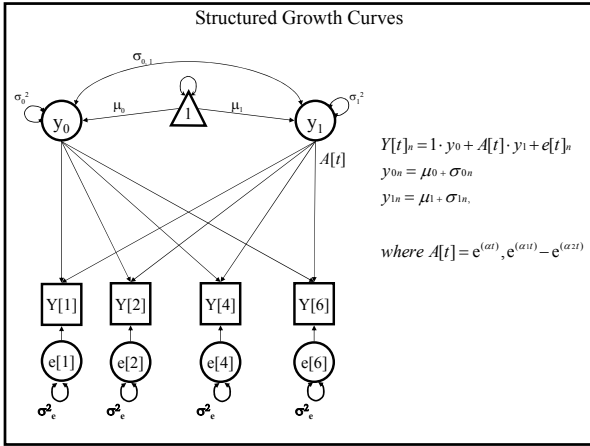 Structured Growth Curves
σ₀,₁
σ₀² μ₀ 1 μ₁ σ₁²
y₀ y₁
A[t]
Y[t]ₙ = 1 · y₀ + A[t] · y₁ + e[t]ₙ
y₀ₙ = μ₀ + σ₀ₙ
y₁ₙ = μ₁ + σ₁ₙ,
where A[t] = e^(αt), e^(α1t) − e^(α2t)
Y[1] Y[2] Y[4] Y[6]
e[1] e[2] e[4] e[6]
σ²ₑ σ²ₑ σ²ₑ σ²ₑ